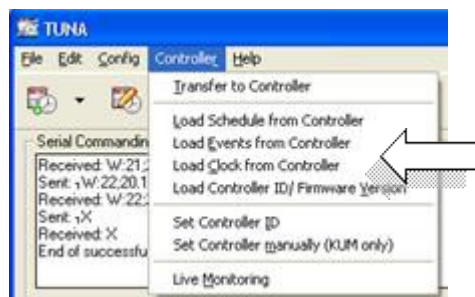 TUNA
File Edit Config Controller Help
Transfer to Controller
Load Schedule from Controller
Load Events from Controller
Load Clock from Controller
Load Controller ID/ Firmware Version
Set Controller ID
Set Controller manually (KUM only)
Live Monitoring
Serial Commandin
Received: W:21;
Sent: ┐W:22;20.1
Received: W:22:
Sent: ┐X
Received: X
End of successfu